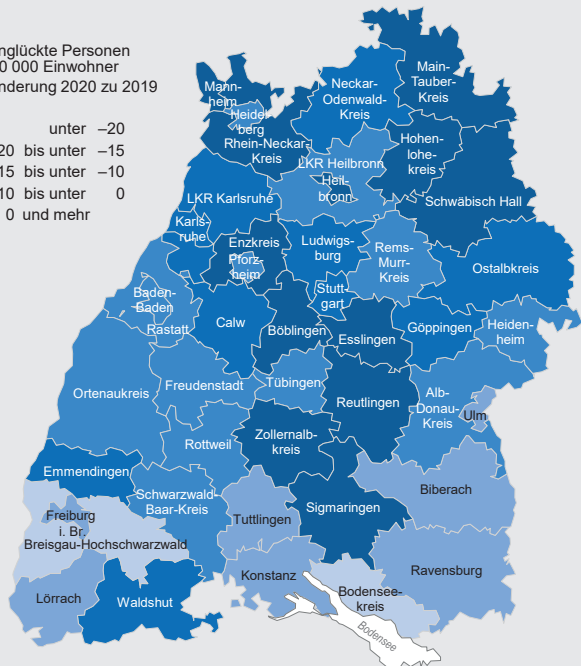 nglückte Personen
0 000 Einwohner
nderung 2020 zu 2019
unter –20
20 bis unter –15
15 bis unter –10
10 bis unter 0
0 und mehr
Main-
Tauber-
Kreis
Neckar-
Odenwald-
Kreis
Mann-
heim
Heidel-
berg
Rhein-Neckar-
Kreis
Hohen-
lohe-
kreis
LKR Heilbronn
Heil-
bronn
Schwäbisch Hall
LKR Karlsruhe
Karls-
ruhe
Enzkreis
Pforz-
heim
Ludwigs-
burg
Rems-
Murr-
Kreis
Ostalbkreis
Stutt-
gart
Baden-
Baden
Rastatt
Calw
Böblingen
Esslingen
Göppingen
Heiden-
heim
Ortenaukreis
Freudenstadt
Tübingen
Reutlingen
Alb-
Donau-
Kreis
Ulm
Rottweil
Zollernalb-
kreis
Emmendingen
Schwarzwald-
Baar-Kreis
Biberach
Freiburg
i. Br.
Breisgau-Hochschwarzwald
Tuttlingen
Sigmaringen
Konstanz
Ravensburg
Lörrach
Waldshut
Bodensee-
kreis
Bodensee